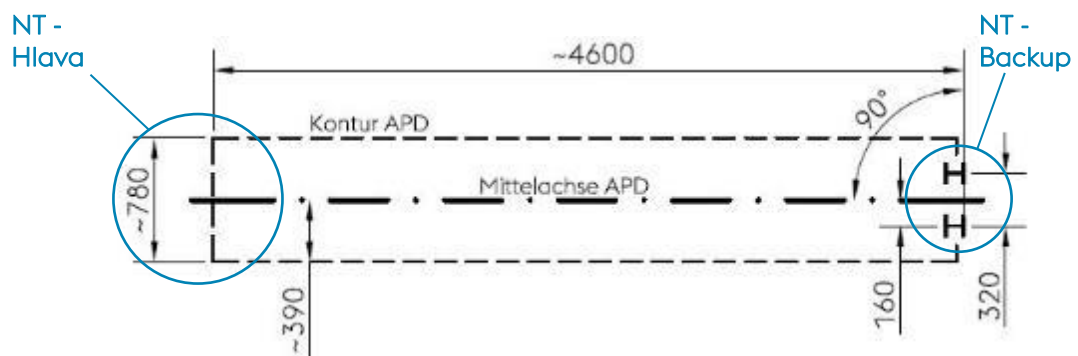 NT -
Hlava
NT -
Backup
~4600
90°
Kontur APD
Mittelachse APD
~780
~390
160
320